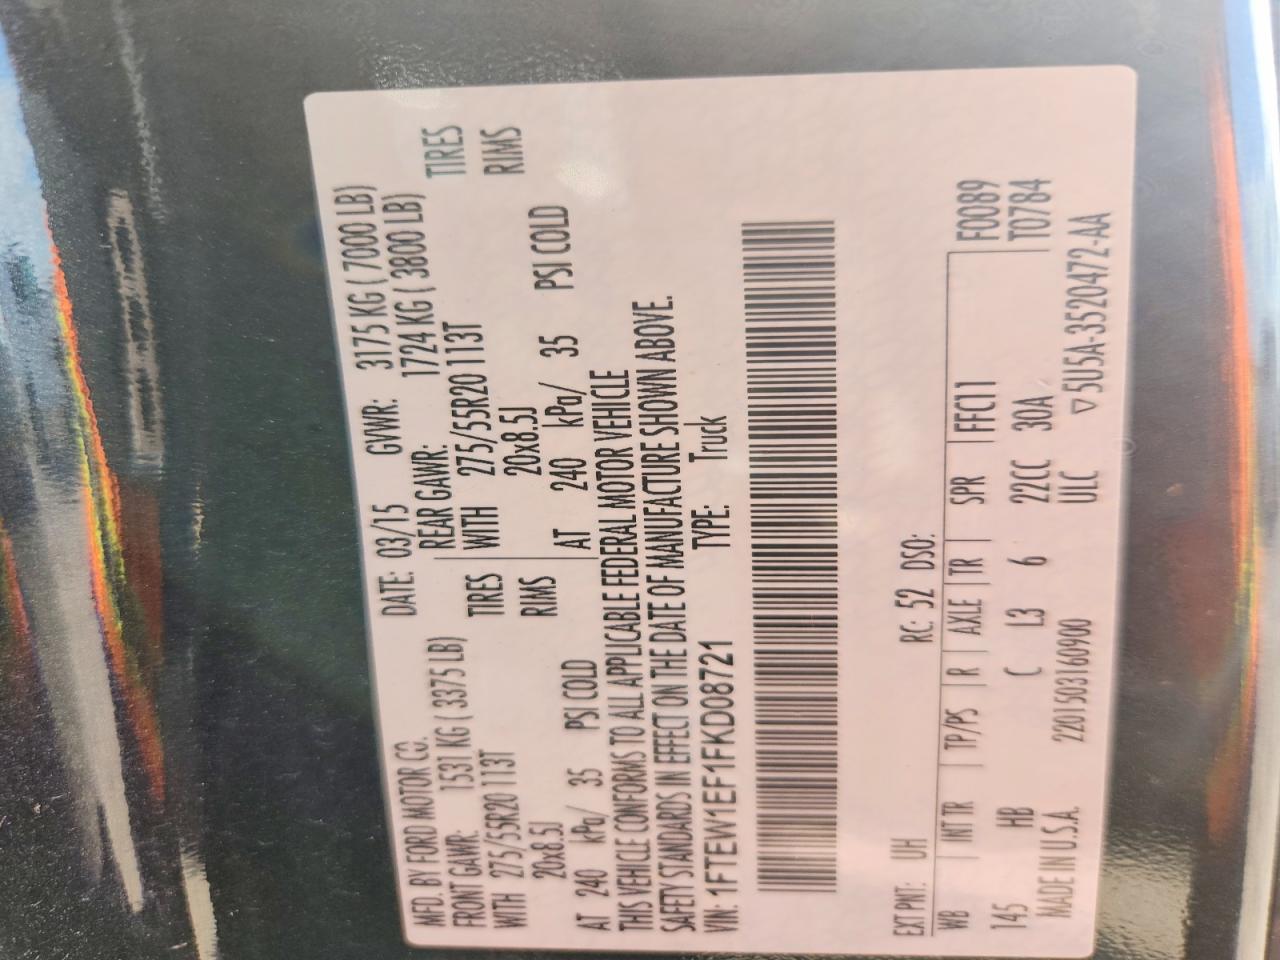 MFD. BY FORD MOTOR CO. DATE: 03/15 GVWR: 3175 KG ( 7000 LB)
FRONT GAWR: 1531 KG ( 3375 LB) REAR GAWR: 1724 KG ( 3800 LB)
WITH 275/55R20 113T TIRES WITH 275/55R20 113T TIRES
20x8.5J RIMS 20x8.5J RIMS
AT 240 kPa/ 35 PSI COLD AT 240 kPa/ 35 PSI COLD
THIS VEHICLE CONFORMS TO ALL APPLICABLE FEDERAL MOTOR VEHICLE
SAFETY STANDARDS IN EFFECT ON THE DATE OF MANUFACTURE SHOWN ABOVE.
VIN: 1FTEW1EF1FKD08721 TYPE: Truck
EXT PNT: UH RC: 52 DSO:
WB INT TR TP/PS R AXLE TR SPR FFC11 F0089
145 HB C L3 6 22CC 30A T0784
MADE IN U.S.A. 2201503160900 ULC ▽5U5A-3520472-AA